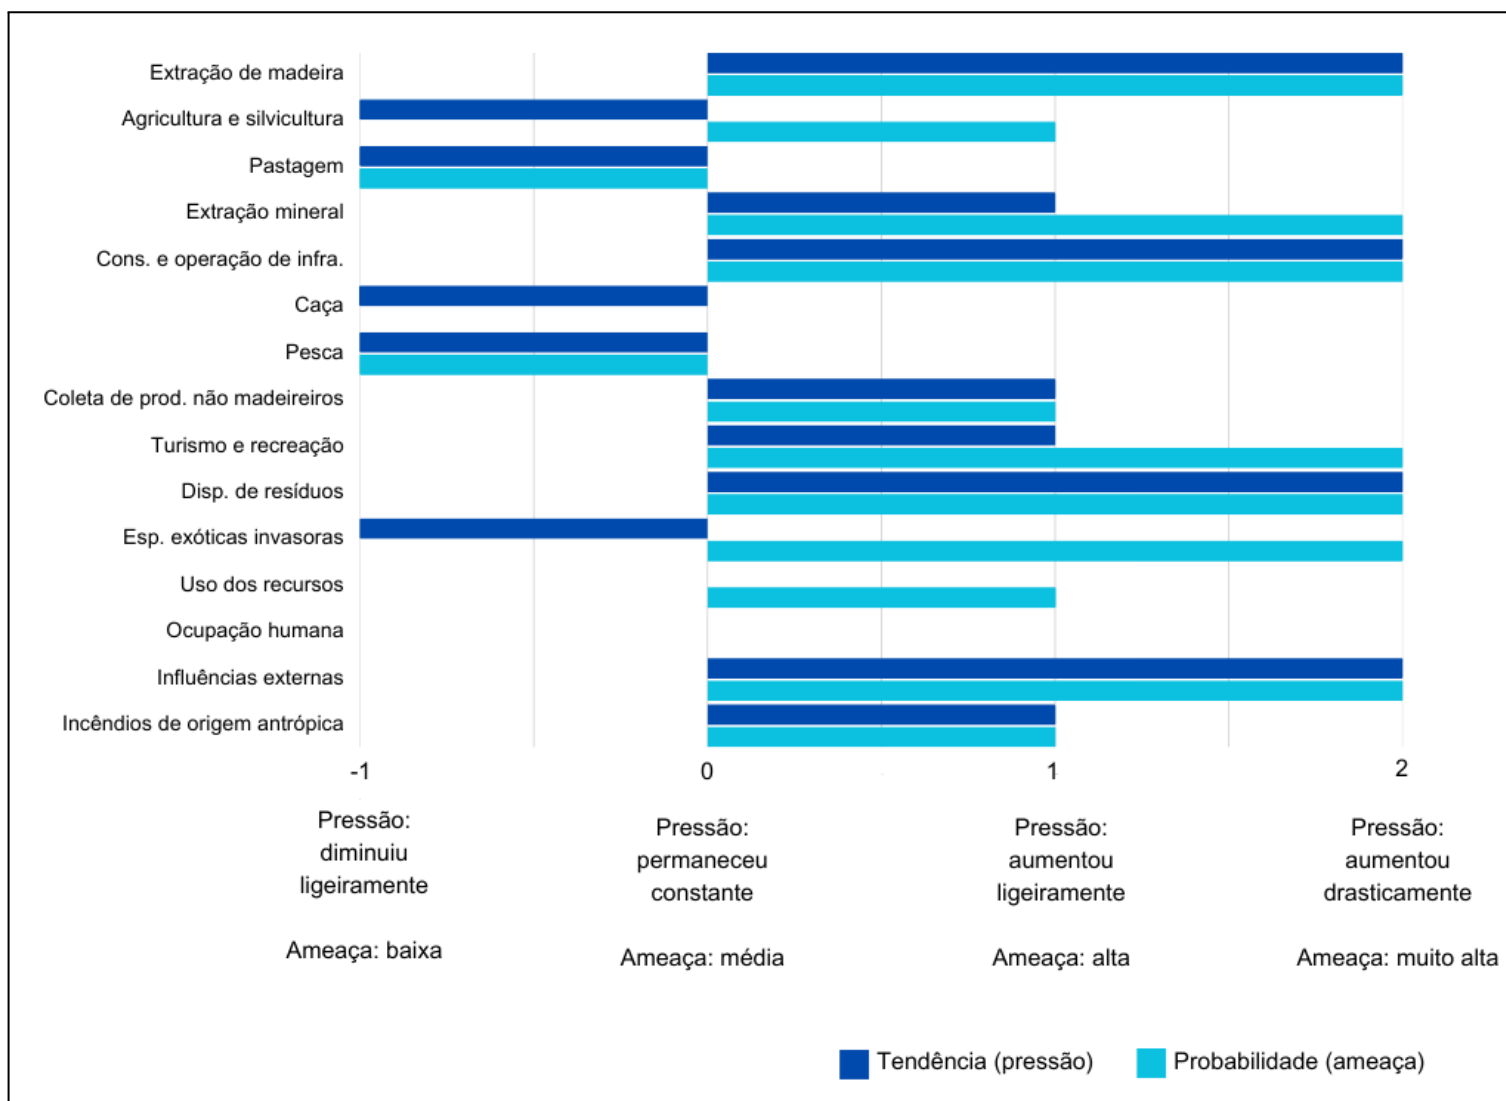 Extração de madeira
Agricultura e silvicultura
Pastagem
Extração mineral
Cons. e operação de infra.
Caça
Pesca
Coleta de prod. não madeireiros
Turismo e recreação
Disp. de resíduos
Esp. exóticas invasoras
Uso dos recursos
Ocupação humana
Influências externas
Incêndios de origem antrópica
-1 0 1 2
Pressão:
diminuiu
ligeiramente
Ameaça: baixa
Pressão:
permaneceu
constante
Ameaça: média
Pressão:
aumentou
ligeiramente
Ameaça: alta
Pressão:
aumentou
drasticamente
Ameaça: muito alta
Tendência (pressão) Probabilidade (ameaça)